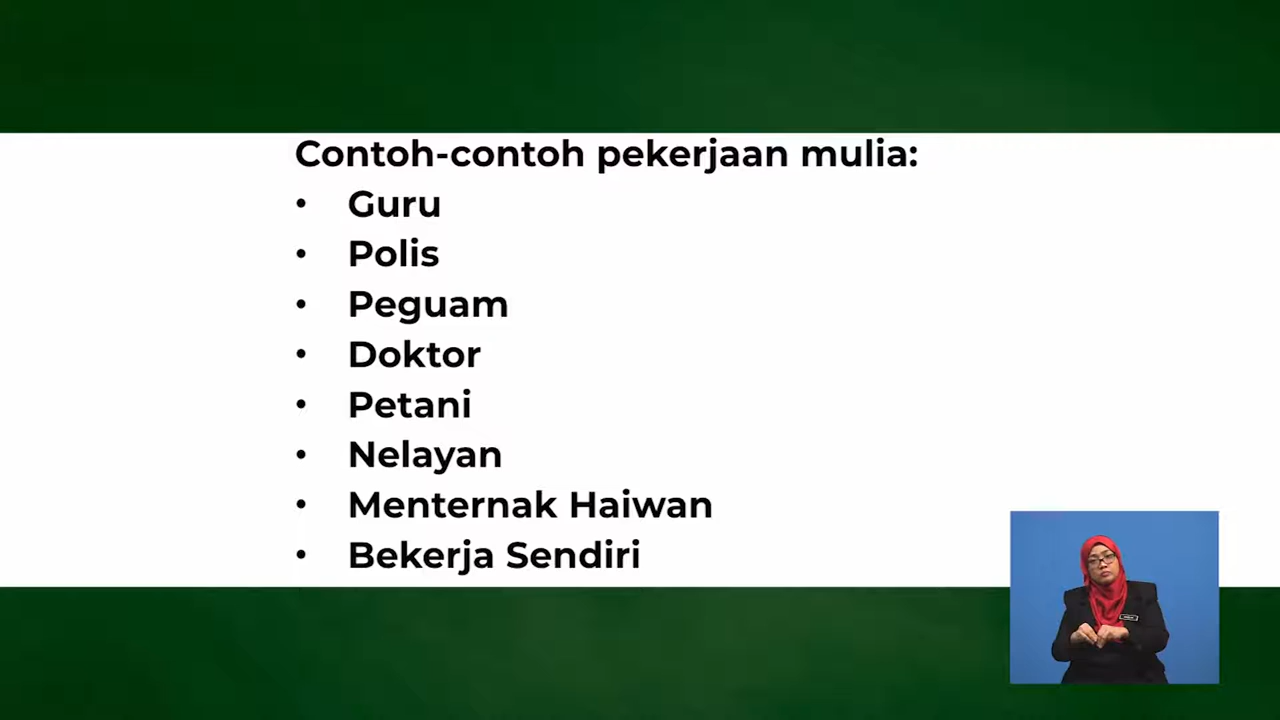 Contoh-contoh pekerjaan mulia:
• Guru
• Polis
• Peguam
• Doktor
• Petani
• Nelayan
• Menternak Haiwan
• Bekerja Sendiri